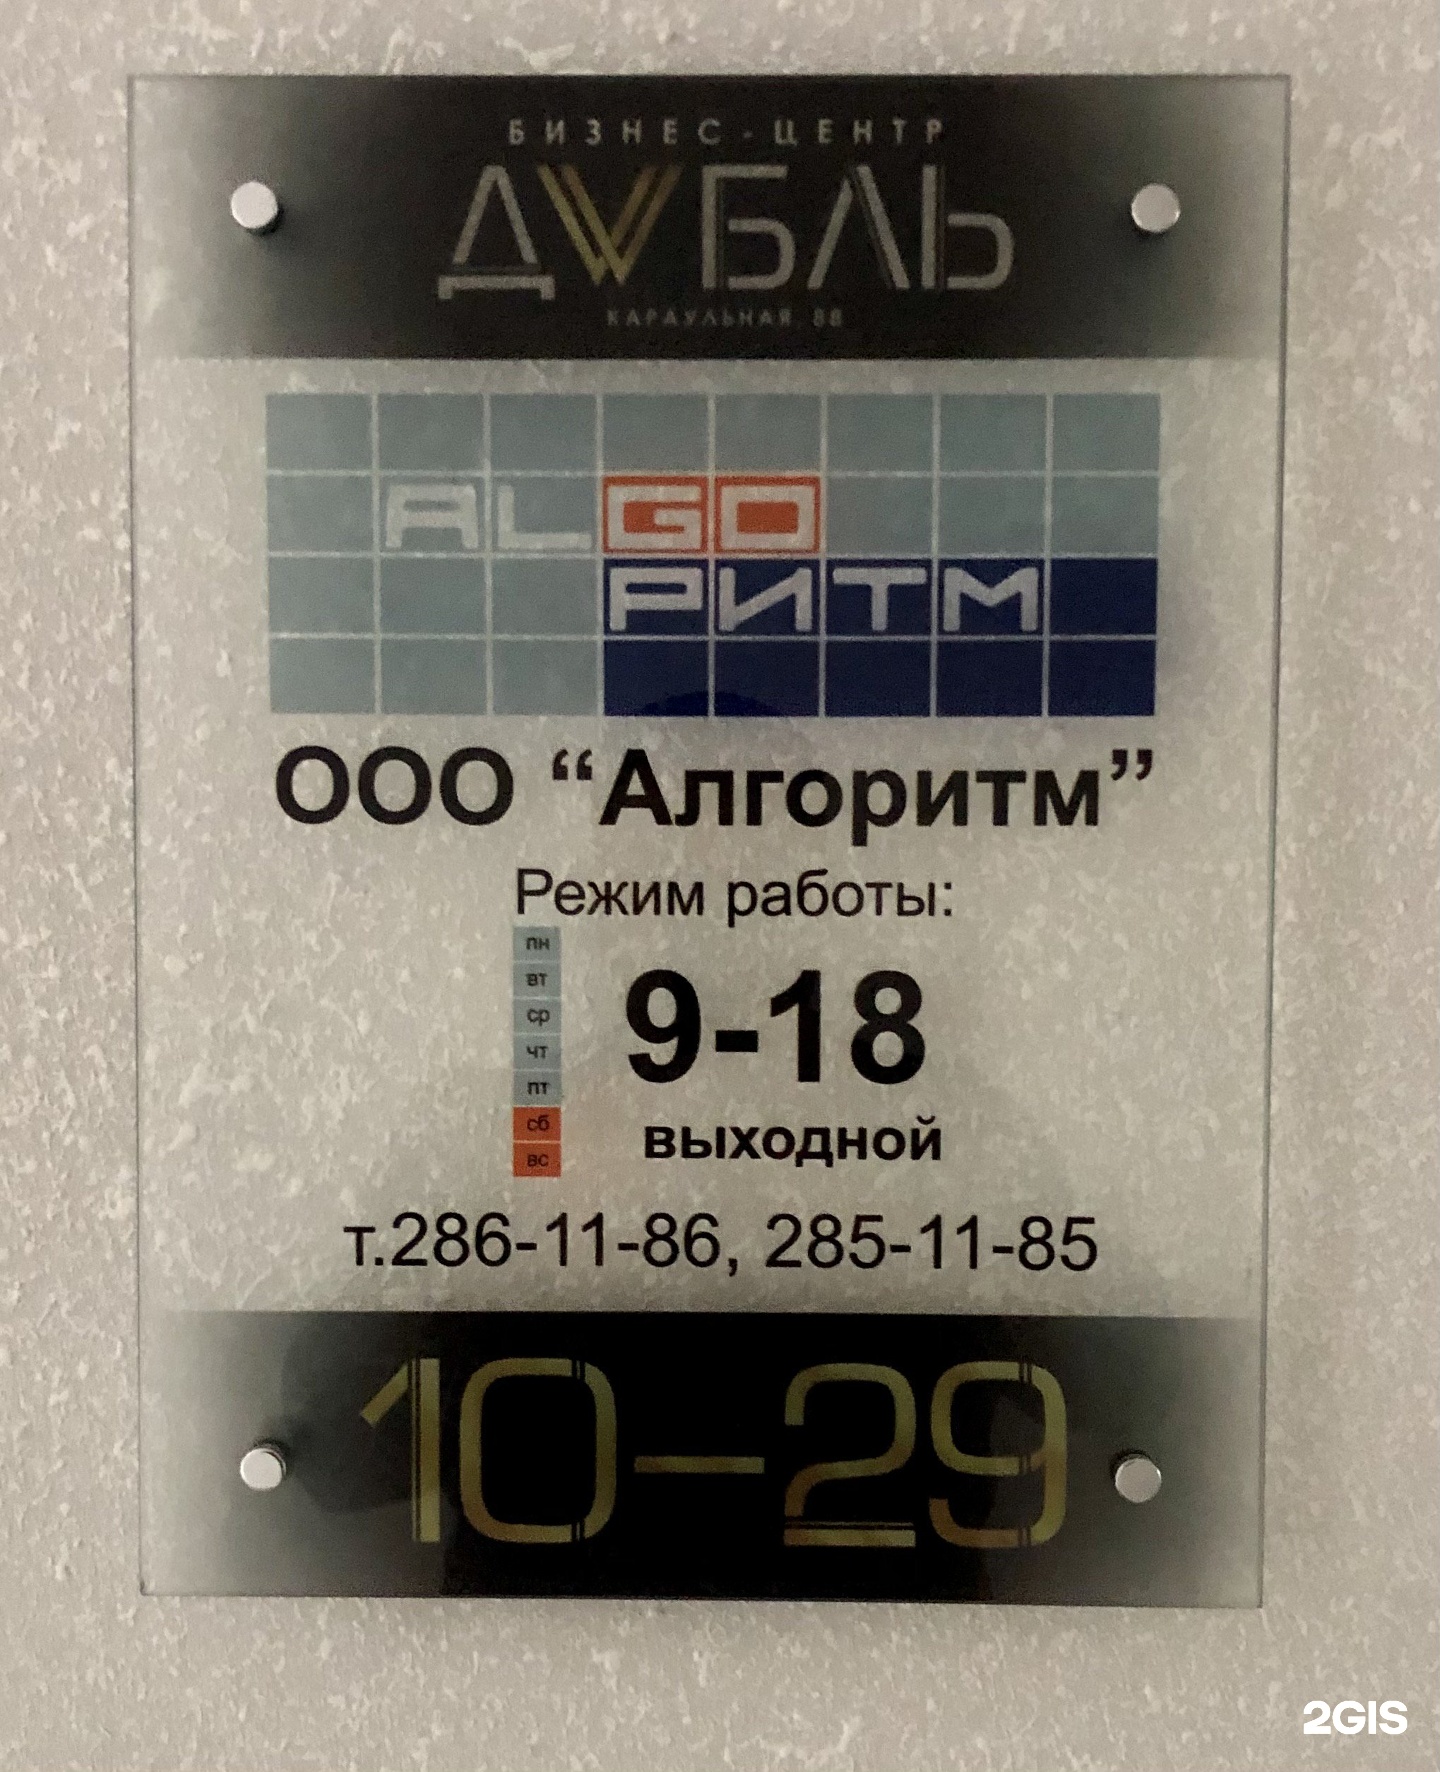 БИЗНЕС-ЦЕНТР
ДVБЛЬ
КАРАУЛЬНАЯ, 88
ALGO
РИТМ
ООО “Алгоритм”
Режим работы:
пн
вт
ср
чт
пт
9-18
сб
вс
выходной
т.286-11-86, 285-11-85
10-29
2GIS